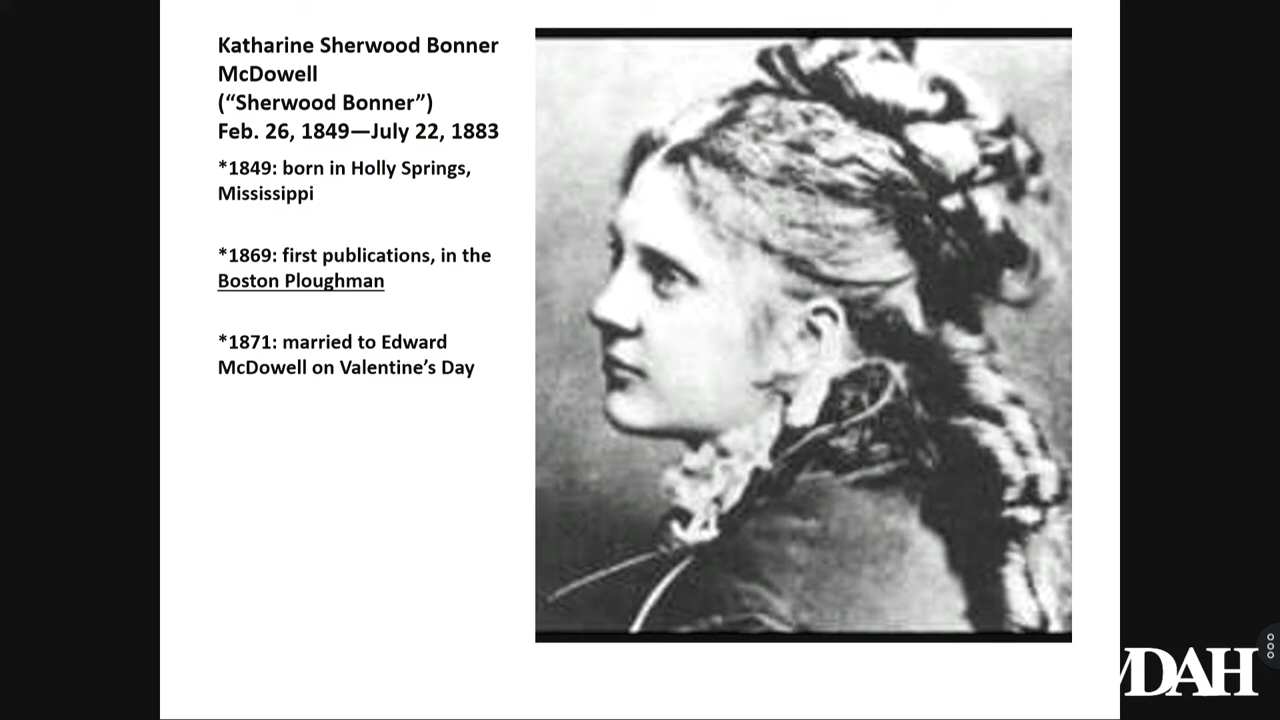 Katharine Sherwood Bonner
McDowell
(“Sherwood Bonner”)
Feb. 26, 1849—July 22, 1883
*1849: born in Holly Springs,
Mississippi
*1869: first publications, in the
Boston Ploughman
*1871: married to Edward
McDowell on Valentine’s Day
DAH